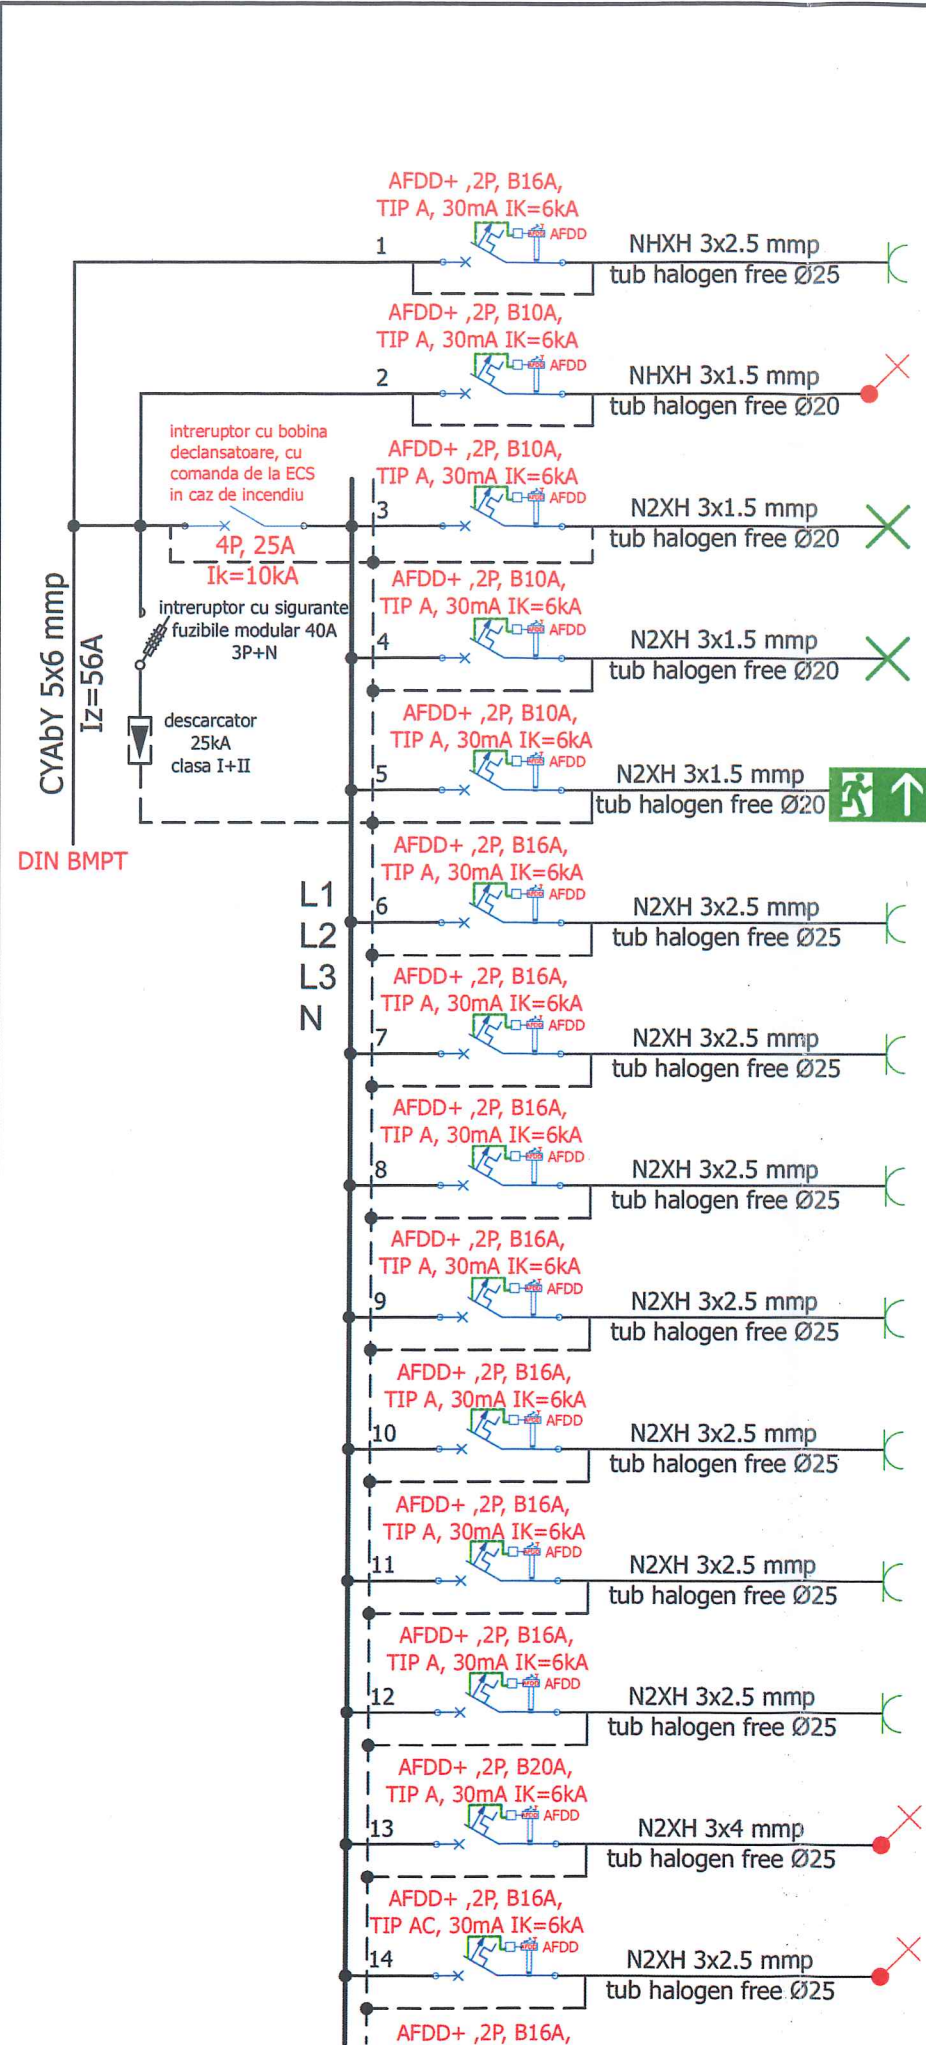 AFDD+ ,2P, B16A,
TIP A, 30mA IK=6kA
AFDD
1
NHXH 3x2.5 mmp
tub halogen free Ø25
AFDD+ ,2P, B10A,
TIP A, 30mA IK=6kA
AFDD
2
NHXH 3x1.5 mmp
tub halogen free Ø20
intreruptor cu bobina
declansatoare, cu
comanda de la ECS
in caz de incendiu
4P, 25A
Ik=10kA
AFDD+ ,2P, B10A,
TIP A, 30mA IK=6kA
AFDD
3
N2XH 3x1.5 mmp
tub halogen free Ø20
intreruptor cu sigurante
fuzibile modular 40A
3P+N
CYAbY 5x6 mmp
Iz=56A
descarcator
25kA
clasa I+II
DIN BMPT
AFDD+ ,2P, B10A,
TIP A, 30mA IK=6kA
AFDD
4
N2XH 3x1.5 mmp
tub halogen free Ø20
AFDD+ ,2P, B10A,
TIP A, 30mA IK=6kA
AFDD
5
N2XH 3x1.5 mmp
tub halogen free Ø20
L1
L2
L3
N
AFDD+ ,2P, B16A,
TIP A, 30mA IK=6kA
AFDD
6
N2XH 3x2.5 mmp
tub halogen free Ø25
AFDD+ ,2P, B16A,
TIP A, 30mA IK=6kA
AFDD
7
N2XH 3x2.5 mmp
tub halogen free Ø25
AFDD+ ,2P, B16A,
TIP A, 30mA IK=6kA
AFDD
8
N2XH 3x2.5 mmp
tub halogen free Ø25
AFDD+ ,2P, B16A,
TIP A, 30mA IK=6kA
AFDD
9
N2XH 3x2.5 mmp
tub halogen free Ø25
AFDD+ ,2P, B16A,
TIP A, 30mA IK=6kA
AFDD
10
N2XH 3x2.5 mmp
tub halogen free Ø25
AFDD+ ,2P, B16A,
TIP A, 30mA IK=6kA
AFDD
11
N2XH 3x2.5 mmp
tub halogen free Ø25
AFDD+ ,2P, B16A,
TIP A, 30mA IK=6kA
AFDD
12
N2XH 3x2.5 mmp
tub halogen free Ø25
AFDD+ ,2P, B20A,
TIP A, 30mA IK=6kA
AFDD
13
N2XH 3x4 mmp
tub halogen free Ø25
AFDD+ ,2P, B16A,
TIP AC, 30mA IK=6kA
AFDD
14
N2XH 3x2.5 mmp
tub halogen free Ø25
AFDD+ ,2P, B16A,